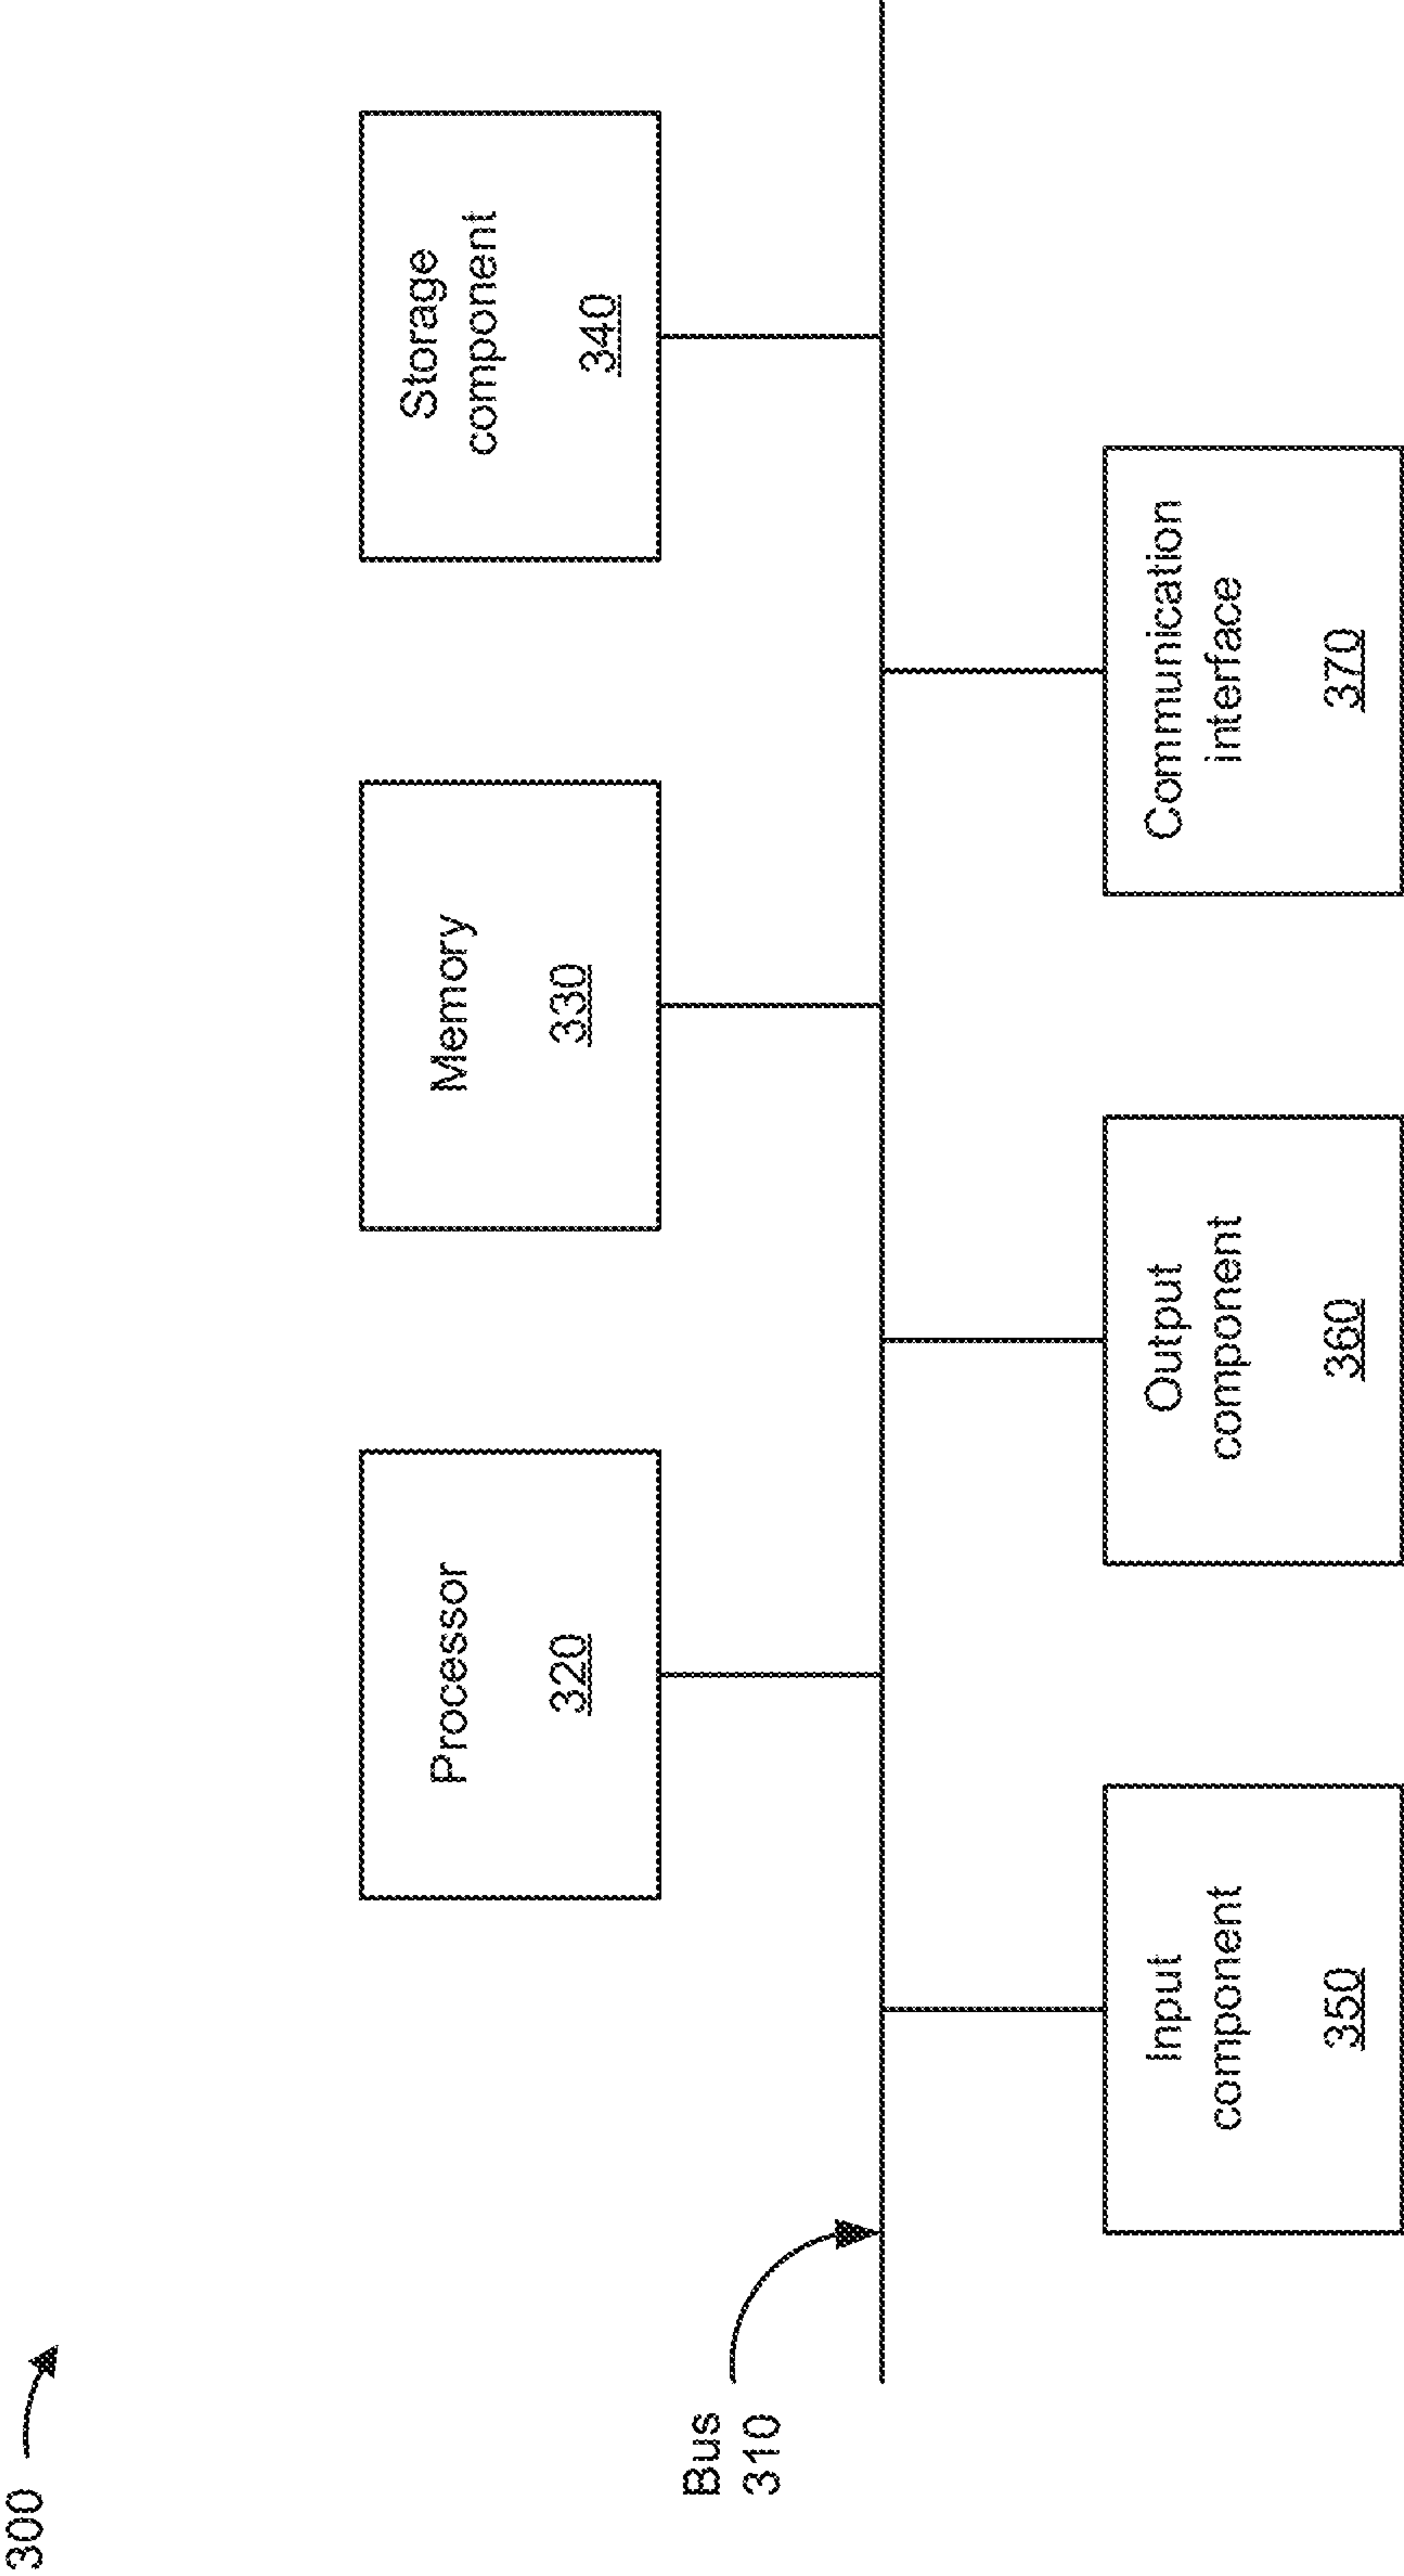 300
Processor
320
Memory
330
Storage
component
340
Bus
310
Input
component
350
Output
component
360
Communication
interface
370